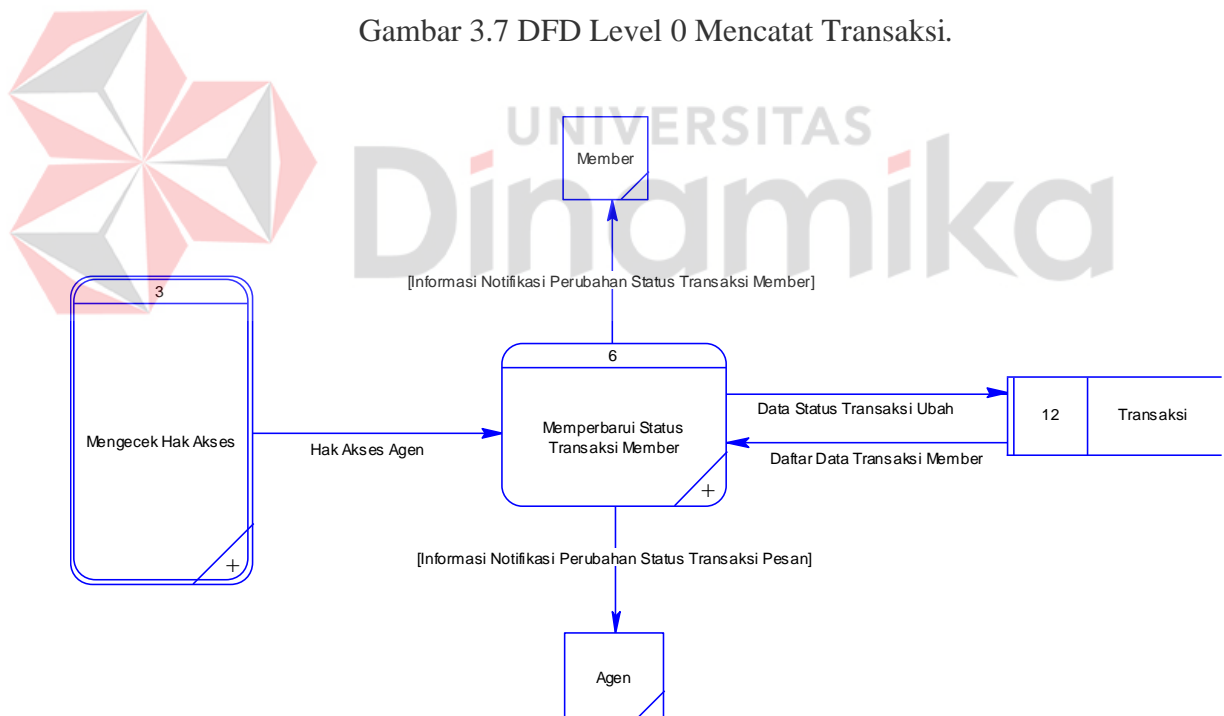 Gambar 3.7 DFD Level 0 Mencatat Transaksi.
UNIVERSITAS
Dinamika
Member
[Informasi Notifikasi Perubahan Status Transaksi Member]
3
Mengecek Hak Akses
+
Hak Akses Agen
6
Memperbarui Status
Transaksi Member
+
Data Status Transaksi Ubah
Daftar Data Transaksi Member
12
Transaksi
[Informasi Notifikasi Perubahan Status Transaksi Pesan]
Agen